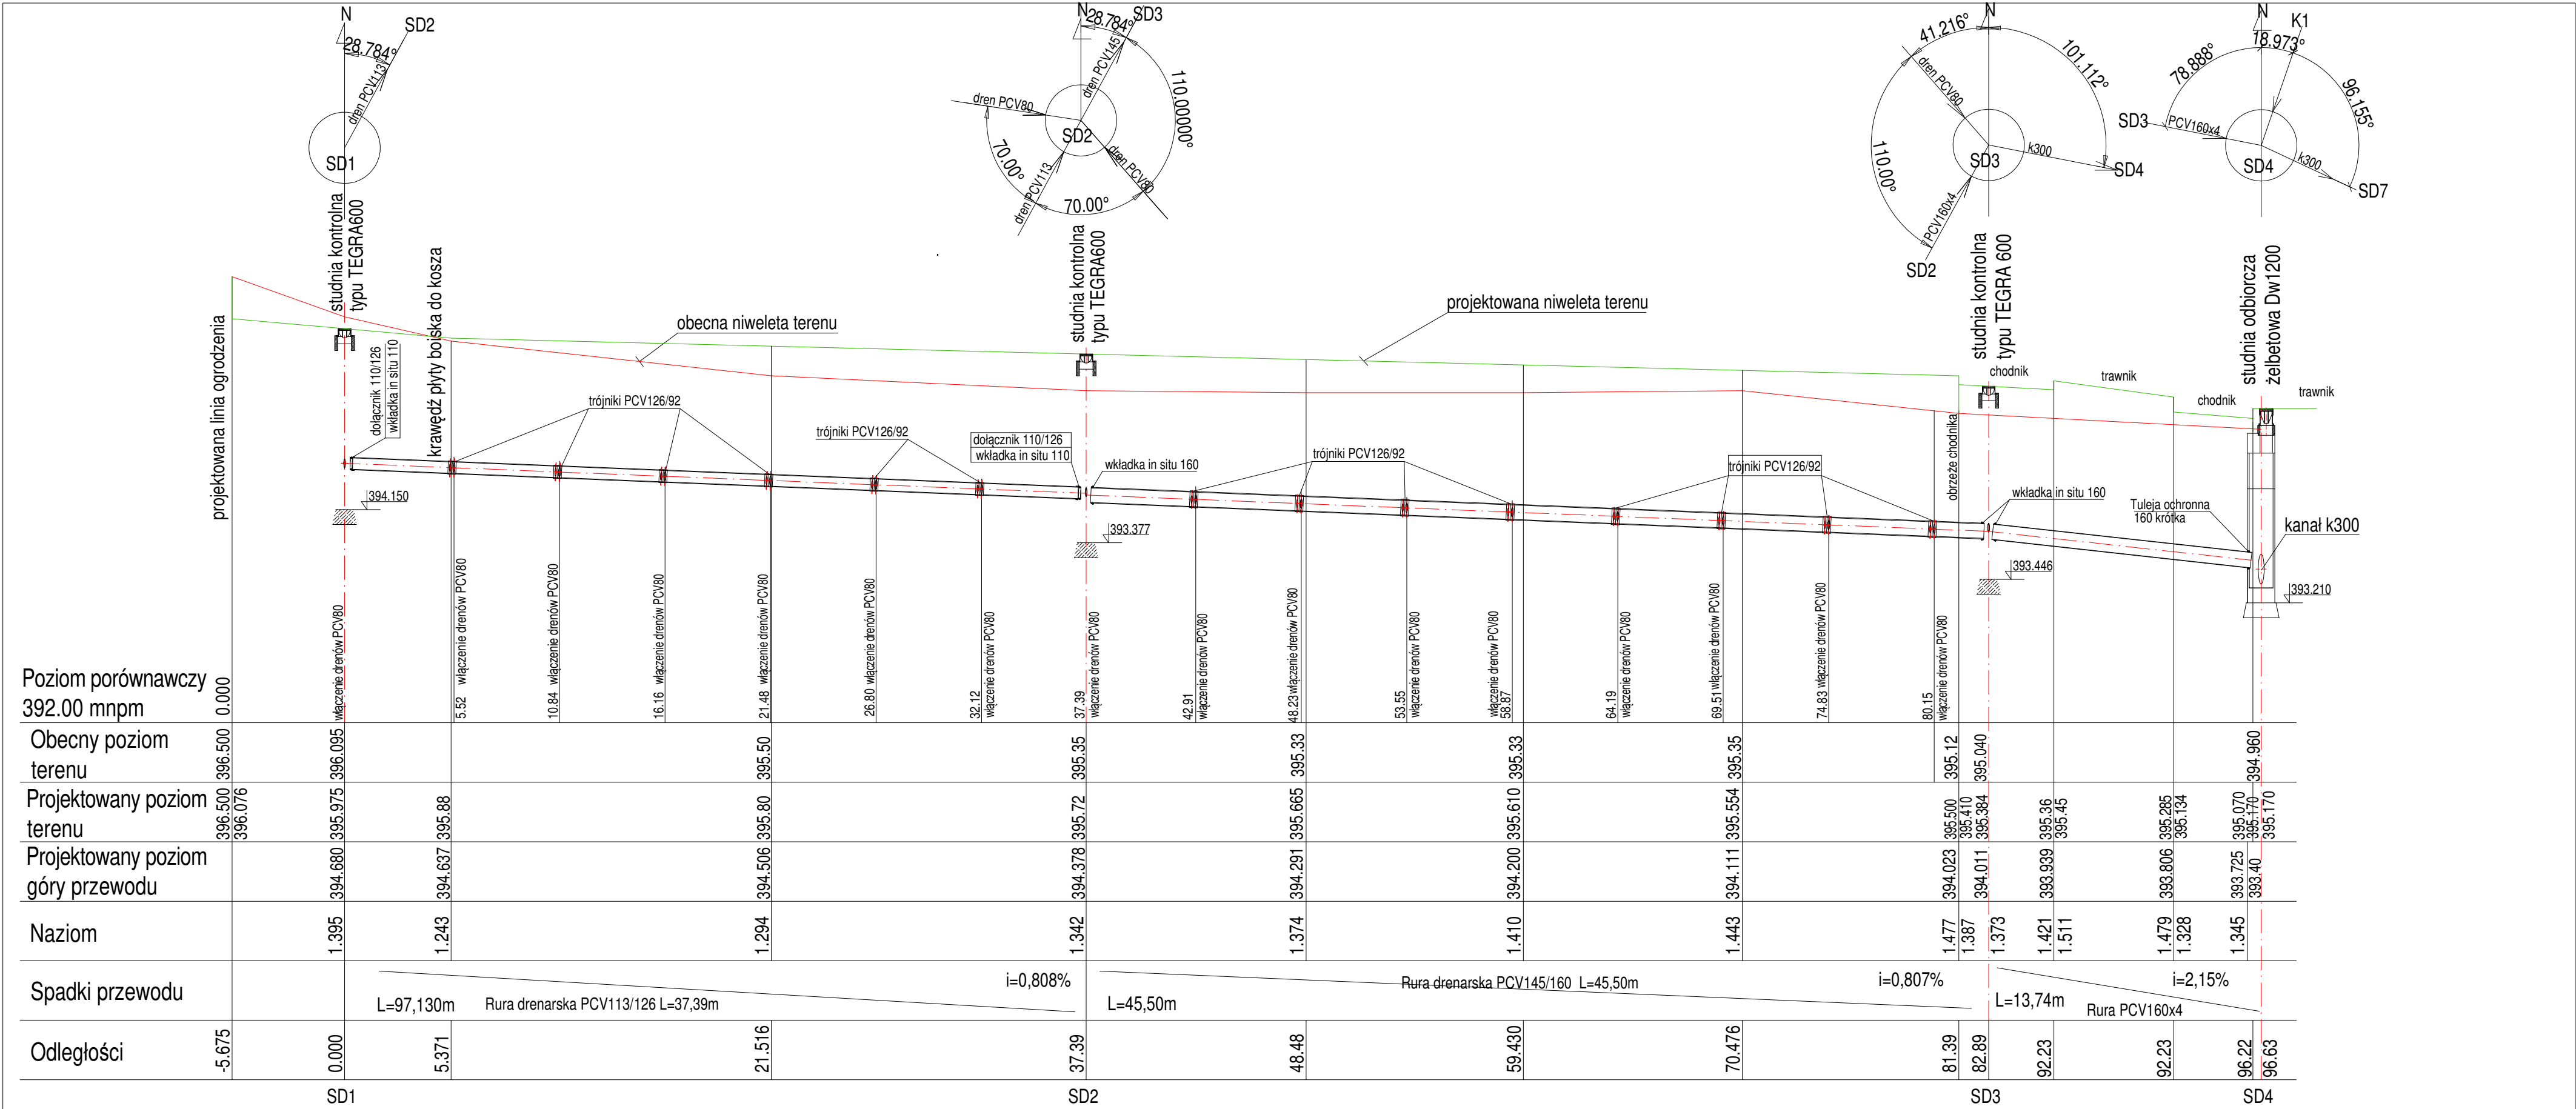 N
SD2
28.784°
dren PCV113
SD1
studnia kontrolna
typu TEGRA600
N
28.784°
SD3
dren PCV145
110.00000°
dren PCV80
SD2
70.00°
dren PCV113
70.00°
dren PCV80
studnia kontrolna
typu TEGRA600
N
41.216°
101.112°
dren PCV80
110.00°
SD3
k300
SD4
PCV160x4
SD2
studnia kontrolna
typu TEGRA 600
N
K1
18.973°
78.888°
96.155°
SD3
PCV160x4
SD4
k300
SD7
studnia odbiorcza
żelbetowa Dw1200
projektowana linia ogrodzenia
krawędź płyty boiska do kosza
obecna niweleta terenu
projektowana niweleta terenu
chodnik
trawnik
chodnik
trawnik
dołącznik 110/126
wkładka in situ 110
trójniki PCV126/92
trójniki PCV126/92
dołącznik 110/126
wkładka in situ 110
wkładka in situ 160
trójniki PCV126/92
trójniki PCV126/92
obrzeże chodnika
wkładka in situ 160
Tuleja ochronna
160 krótka
kanał k300
394.150
393.377
393.446
393.210
Poziom porównawczy
392.00 mnpm
0.000
włączenie drenów PCV80
5.52 włączenie drenów PCV80
10.84 włączenie drenów PCV80
16.16 włączenie drenów PCV80
21.48 włączenie drenów PCV80
26.80 włączenie drenów PCV80
32.12
włączenie drenów PCV80
37.39
włączenie drenów PCV80
42.91
włączenie drenów PCV80
48.23 włączenie drenów PCV80
53.55
włączenie drenów PCV80
włączenie drenów PCV80
58.87
64.19
włączenie drenów PCV80
69.51 włączenie drenów PCV80
74.83 włączenie drenów PCV80
80.15
włączenie drenów PCV80
Obecny poziom
terenu
396.500
396.095
395.50
395.35
395.33
395.33
395.35
395.12
395.040
394.960
Projektowany poziom
terenu
396.500
396.076
395.975
395.88
395.80
395.72
395.665
395.610
395.554
395.500
395.410
395.384
395.36
395.45
395.285
395.134
395.070
395.170
395.170
Projektowany poziom
góry przewodu
394.680
394.637
394.506
394.378
394.291
394.200
394.111
394.023
394.011
393.939
393.806
393.725
393.40
Naziom
1.395
1.243
1.294
1.342
1.374
1.410
1.443
1.477
1.387
1.373
1.421
1.511
1.479
1.328
1.345
Spadki przewodu
L=97,130m
Rura drenarska PCV113/126 L=37,39m
i=0,808%
L=45,50m
Rura drenarska PCV145/160 L=45,50m
i=0,807%
L=13,74m
i=2,15%
Rura PCV160x4
Odległości
-5.675
0.000
5.371
21.516
37.39
48.48
59.430
70.476
81.39
82.89
92.23
92.23
96.22
96.63
SD1
SD2
SD3
SD4